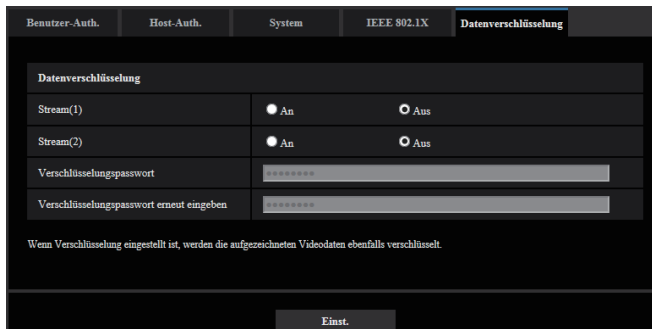 Benutzer-Auth. Host-Auth. System IEEE 802.1X Datenverschlüsselung
Datenverschlüsselung
Stream(1) An Aus
Stream(2) An Aus
Verschlüsselungspasswort
Verschlüsselungspasswort erneut eingeben
Wenn Verschlüsselung eingestellt ist, werden die aufgezeichneten Videodaten ebenfalls verschlüsselt.
Einst.